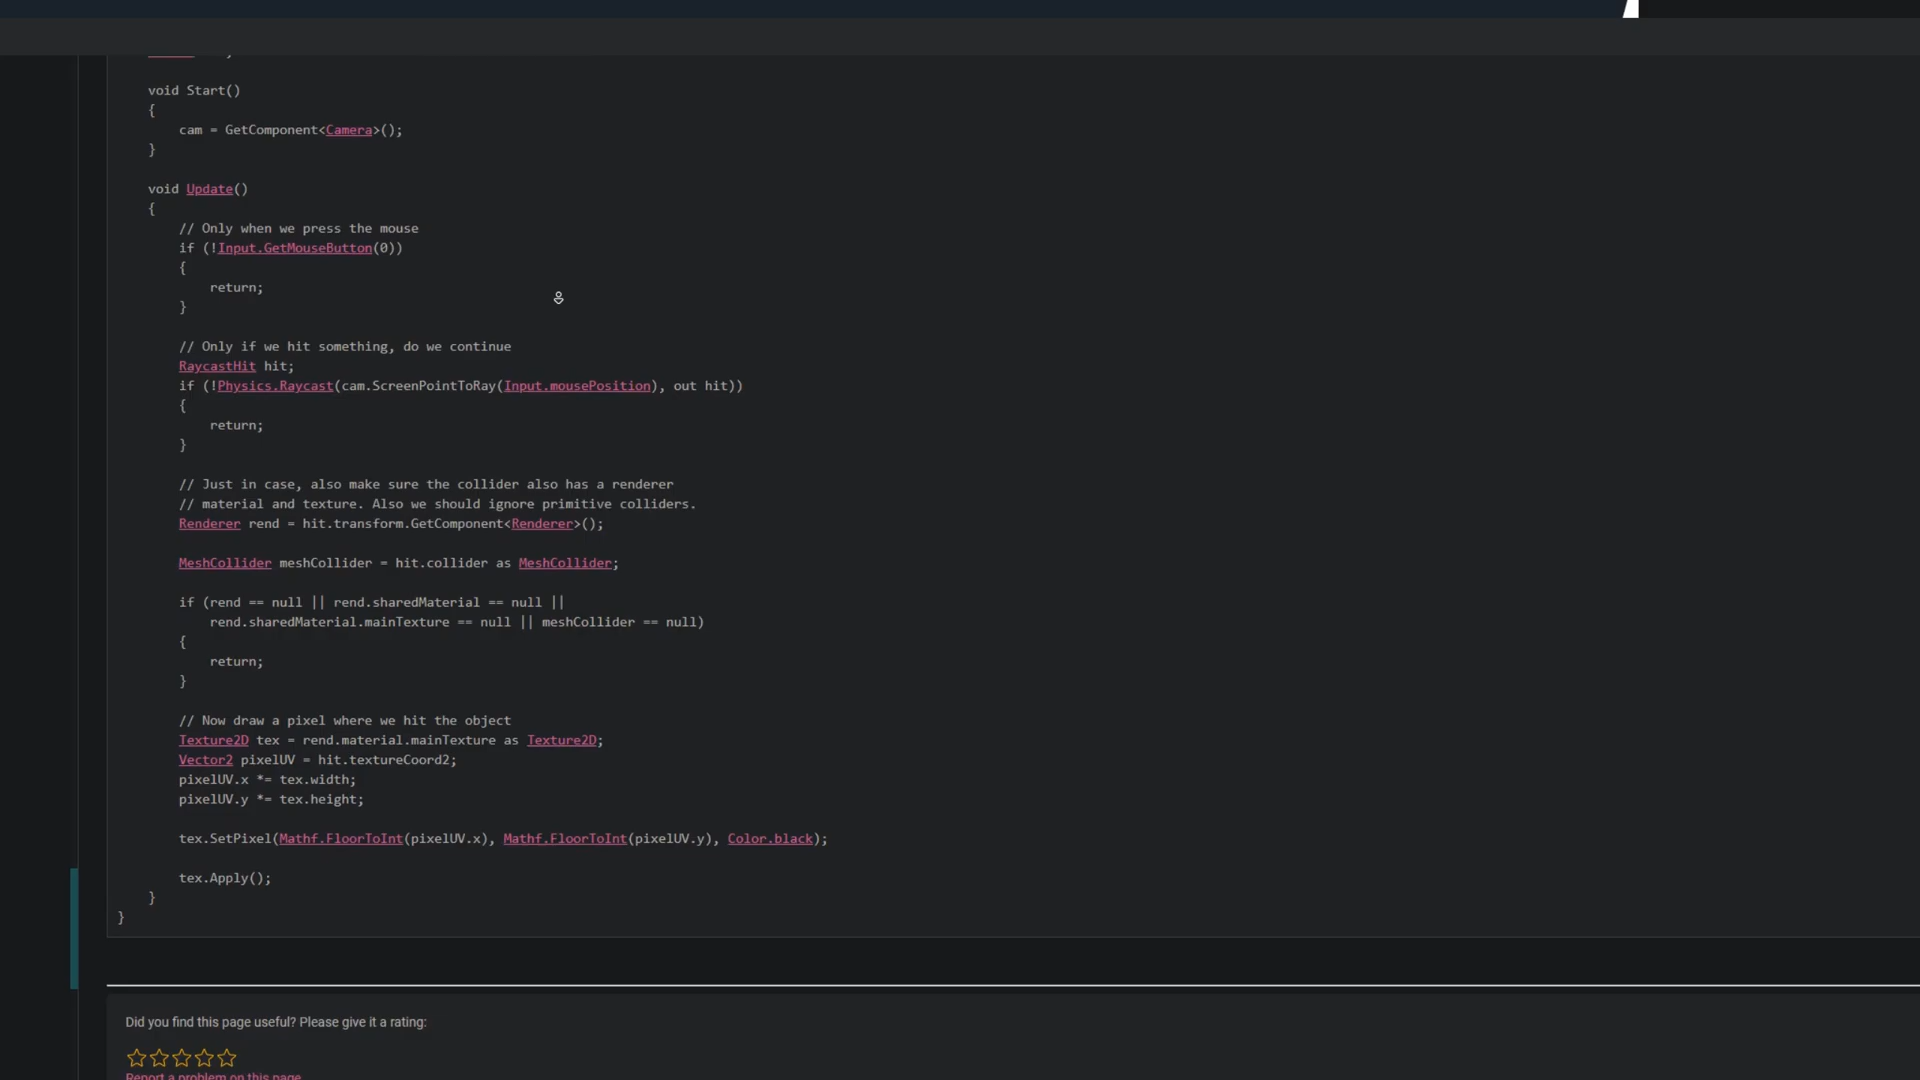 void Start()
{
cam = GetComponent<Camera>();
}
void Update()
{
// Only when we press the mouse
if (!Input.GetMouseButton(0))
{
return;
}
// Only if we hit something, do we continue
RaycastHit hit;
if (!Physics.Raycast(cam.ScreenPointToRay(Input.mousePosition), out hit))
{
return;
}
// Just in case, also make sure the collider also has a renderer
// material and texture. Also we should ignore primitive colliders.
Renderer rend = hit.transform.GetComponent<Renderer>();
MeshCollider meshCollider = hit.collider as MeshCollider;
if (rend == null || rend.sharedMaterial == null ||
rend.sharedMaterial.mainTexture == null || meshCollider == null)
{
return;
}
// Now draw a pixel where we hit the object
Texture2D tex = rend.material.mainTexture as Texture2D;
Vector2 pixelUV = hit.textureCoord2;
pixelUV.x *= tex.width;
pixelUV.y *= tex.height;
tex.SetPixel(Mathf.FloorToInt(pixelUV.x), Mathf.FloorToInt(pixelUV.y), Color.black);
tex.Apply();
}
}
Did you find this page useful? Please give it a rating:
Report a problem on this page